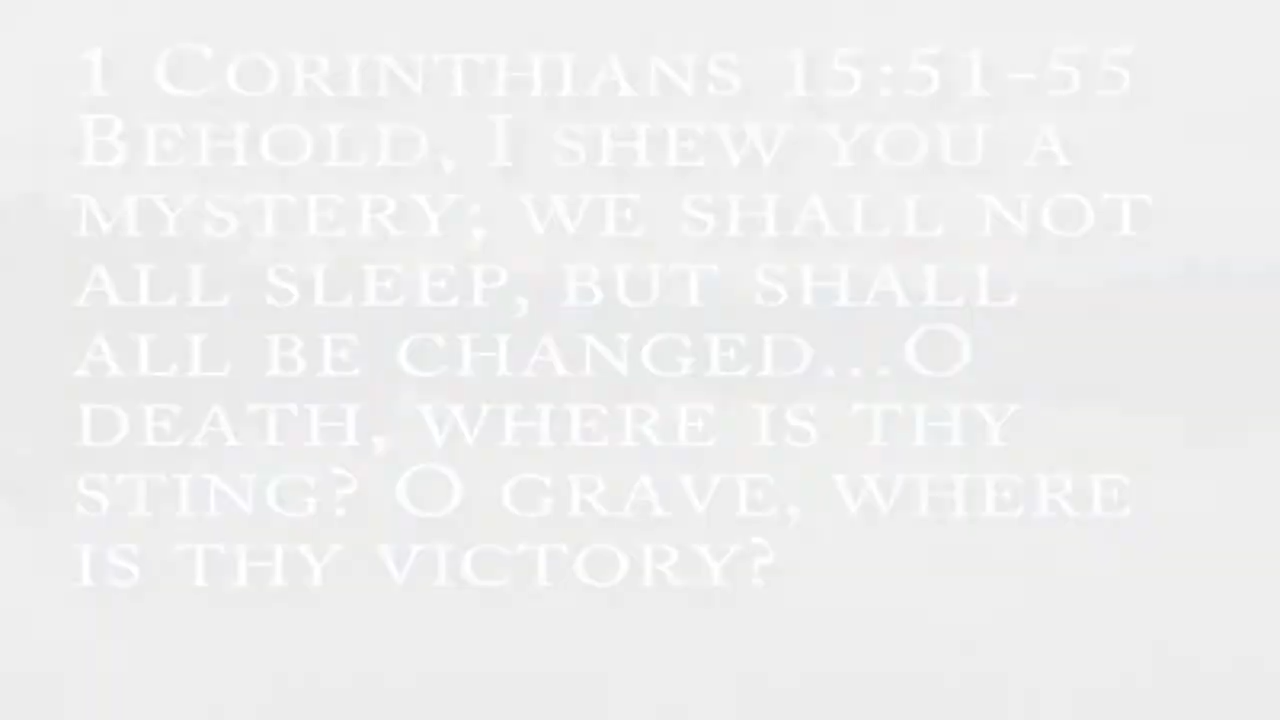 1 Corinthians 15:51-55
Behold, I shew you a
mystery; we shall not
all sleep, but shall
all be changed...O
death, where is thy
sting? O grave, where
is thy victory?